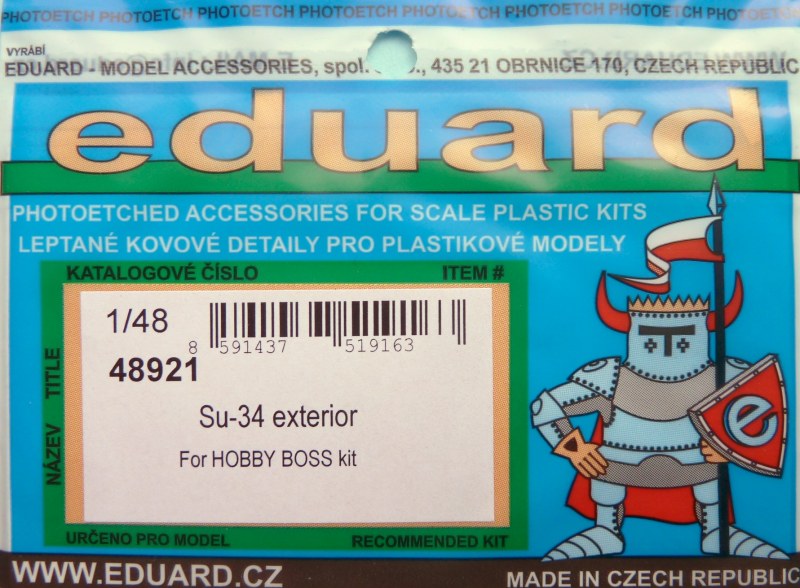 PHOTOETCH PHOTOETCH PHOTOETCH PHOTOETCH PHOTOETCH PHOTOETCH PHOTOETCH
VYRÁBÍ
EDUARD - MODEL ACCESSORIES, spol. 435 21 OBRNICE 170, CZECH REPUBLIC
eduard
PHOTOETCHED ACCESSORIES FOR SCALE PLASTIC KITS
LEPTANÉ KOVOVÉ DETAILY PRO PLASTIKOVÉ MODELY
KATALOGOVÉ ČÍSLO ITEM #
1/48
8 591437 519163
48921
NÁZEV TITLE
Su-34 exterior
For HOBBY BOSS kit
e
URČENO PRO MODEL RECOMMENDED KIT
WWW.EDUARD.CZ MADE IN CZECH REPUBLIC